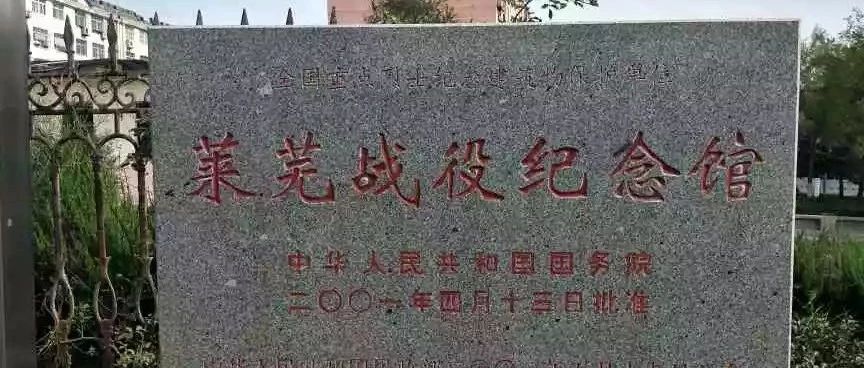 全国重点烈士纪念建筑物保护单位
莱芜战役纪念馆
中华人民共和国国务院
二〇〇一年四月十三日批准